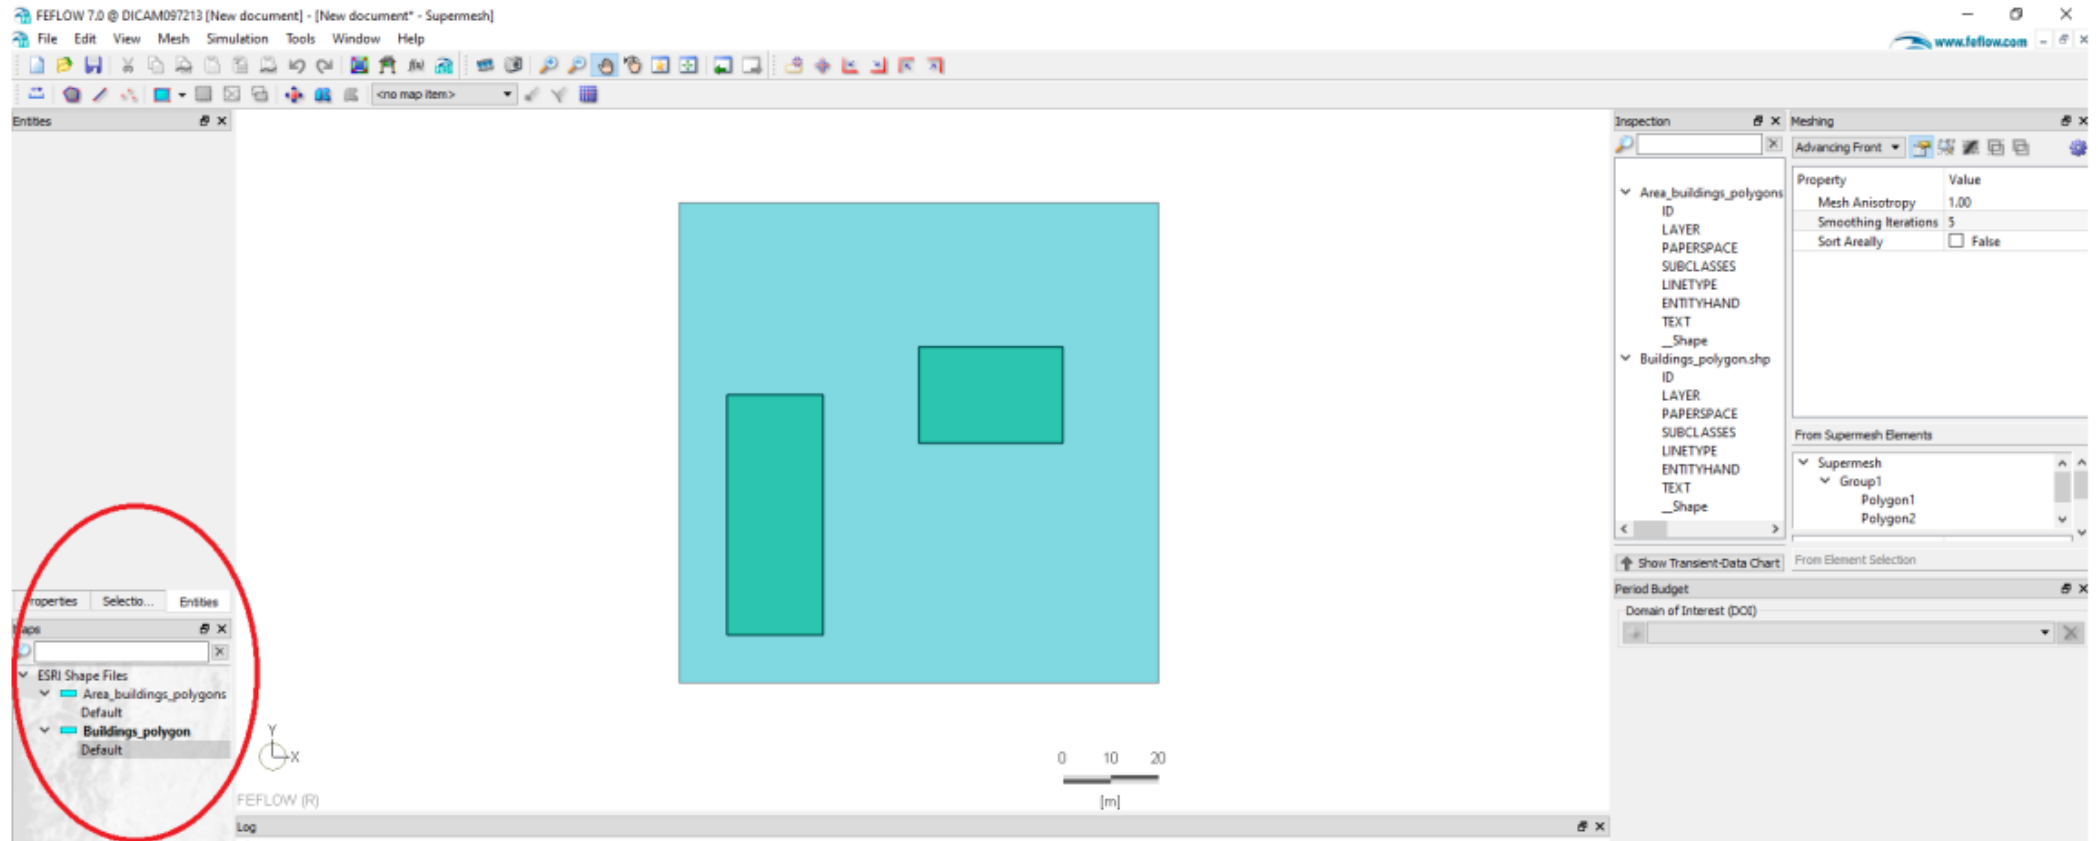 FEFLOW 7.0 @ DICAM097213 [New document] - [New document* - Supermesh]
File Edit View Mesh Simulation Tools Window Help
www.feflow.com
<no map item>
Entities
Inspection
Meshing
Advancing Front
Property Value
Mesh Anisotropy 1.00
Smoothing Iterations 5
Sort Areally False
Area_buildings_polygons
ID
LAYER
PAPERSPACE
SUBCLASSES
LINETYPE
ENTITYHAND
TEXT
__Shape
Buildings_polygon.shp
ID
LAYER
PAPERSPACE
SUBCLASSES
LINETYPE
ENTITYHAND
TEXT
__Shape
From Supermesh Elements
Supermesh
Group1
Polygon1
Polygon2
Show Transient-Data Chart
From Element Selection
Period Budget
Domain of Interest (DOI)
roperties Selectio... Entities
aps
ESRI Shape Files
Area_buildings_polygons
Default
Buildings_polygon
Default
Y
X
0 10 20
[m]
FEFLOW (R)
Log